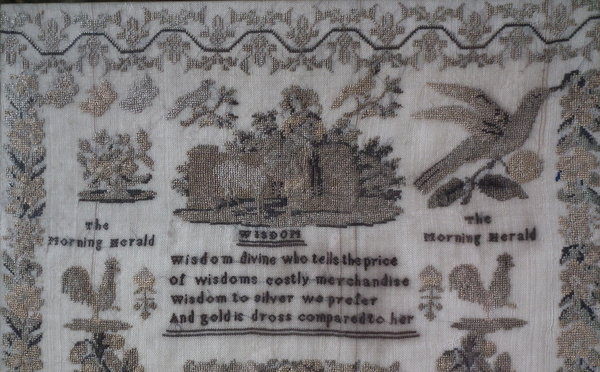 The
Morning Herald
The
Morning Herald
WISDOM
Wisdom divine who tells the price
of wisdoms costly merchandise
Wisdom to silver we prefer
And gold is dross compared to her